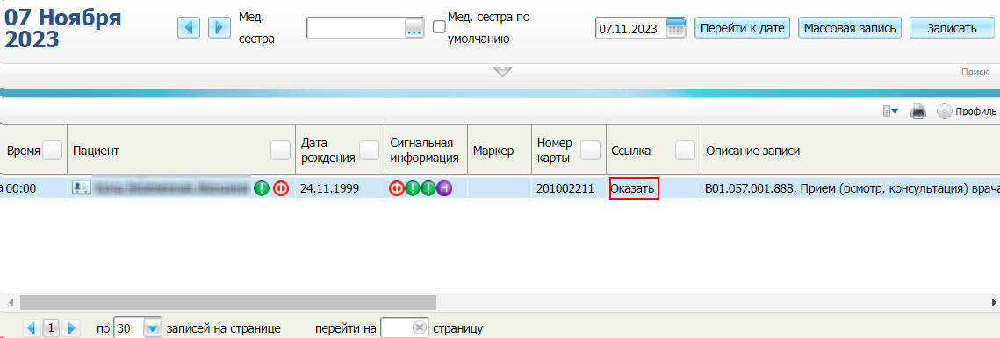 07 Ноября
2023
Мед.
сестра
...
Мед. сестра по
умолчанию
07.11.2023
Перейти к дате
Массовая запись
Записать
Поиск
Профиль
Время
Пациент
Дата
рождения
Сигнальная
информация
Маркер
Номер
карты
Ссылка
Описание записи
а 00:00
! Ф
24.11.1999
Ф ! ! Н
201002211
Оказать
B01.057.001.888, Прием (осмотр, консультация) врача
1
по
30
записей на странице
перейти на
страницу